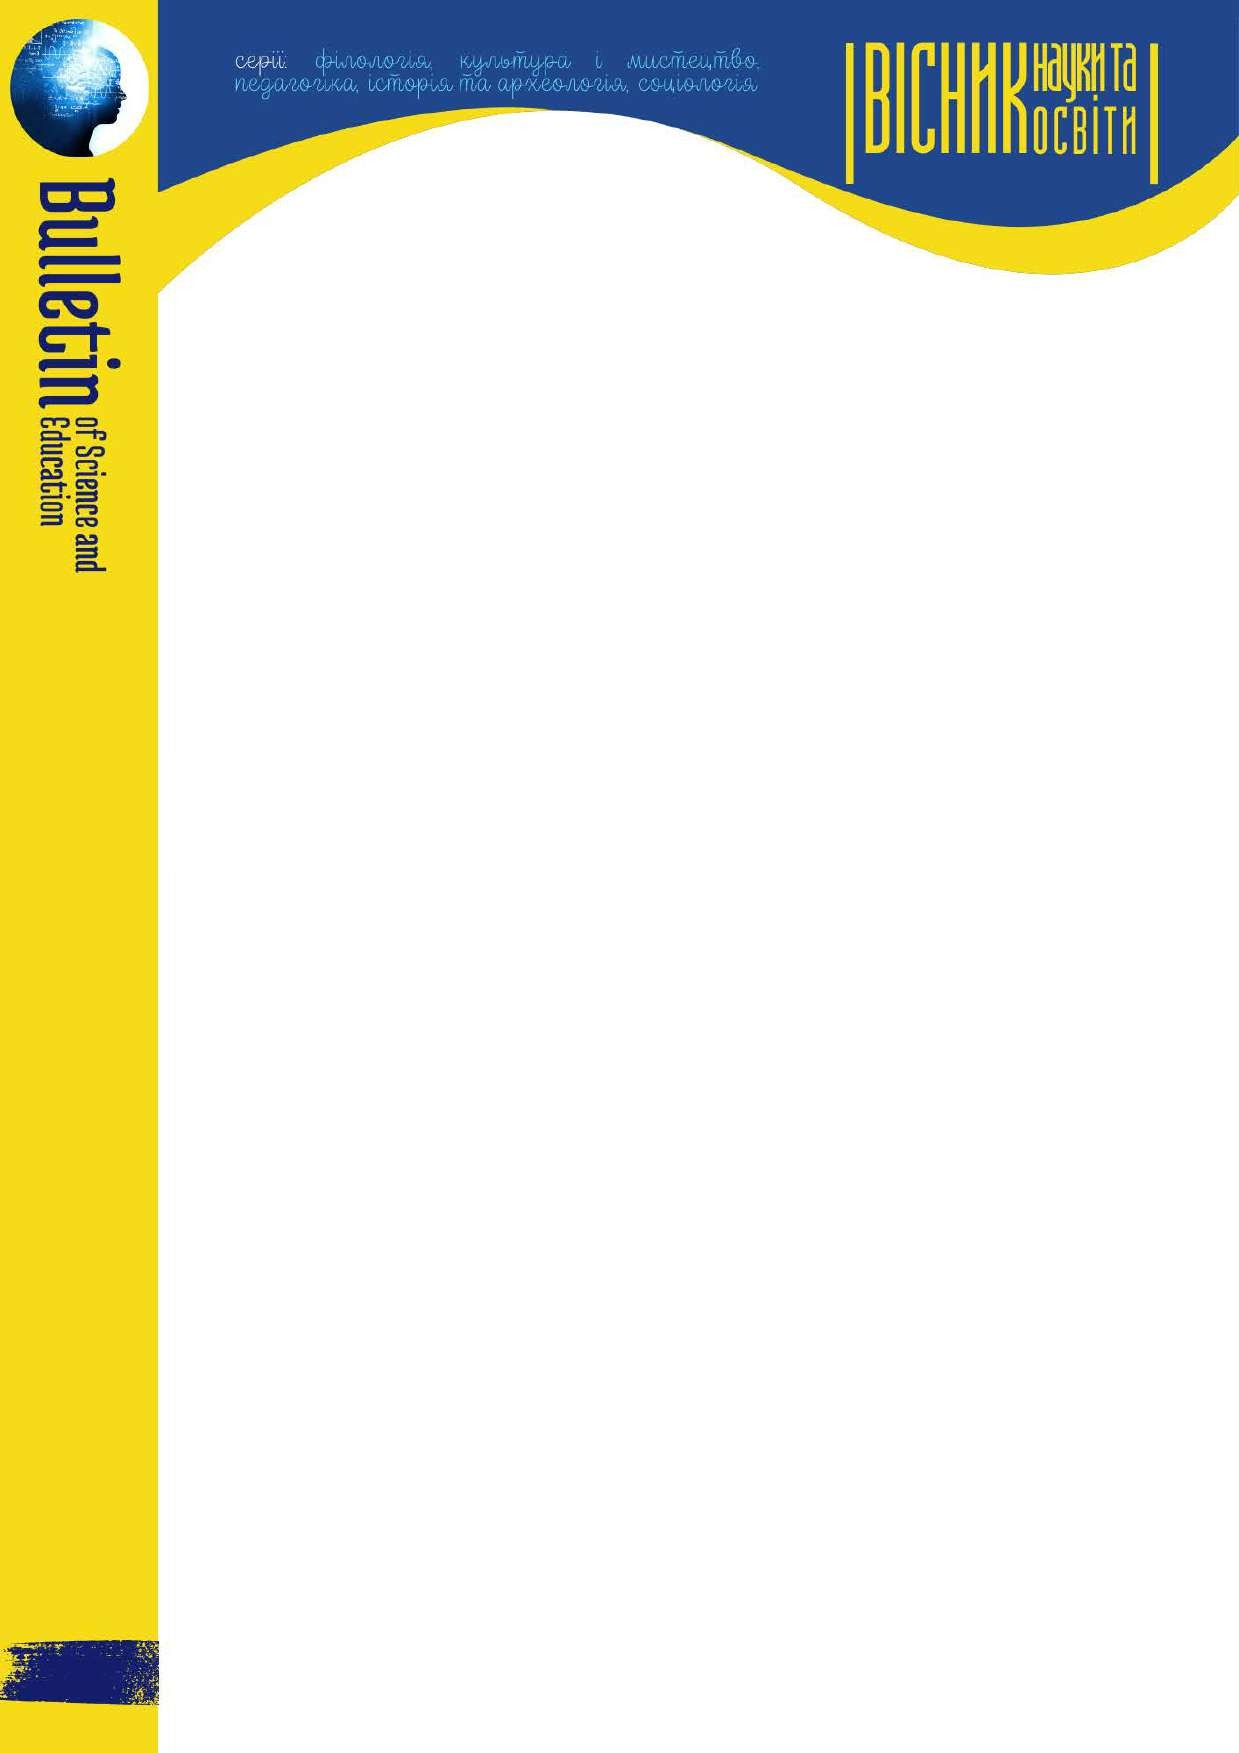 серії: філологія, культура і мистецтво,
педагогіка, історія та археологія, соціологія
ВІСНИК науки та
освіти
Bulletin
of Science and
Education